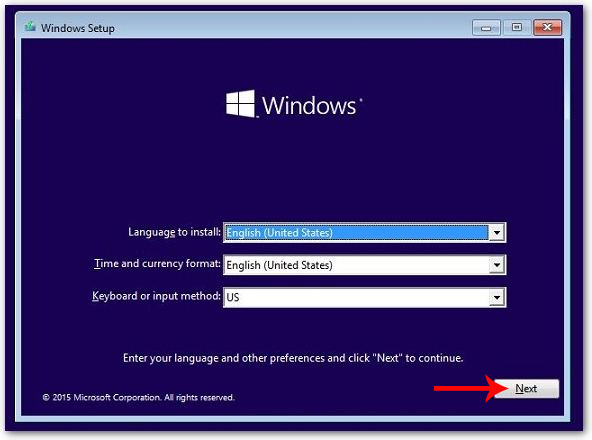 Windows Setup
Windows
Language to install: English (United States)
Time and currency format: English (United States)
Keyboard or input method: US
Enter your language and other preferences and click "Next" to continue.
Next
© 2015 Microsoft Corporation. All rights reserved.